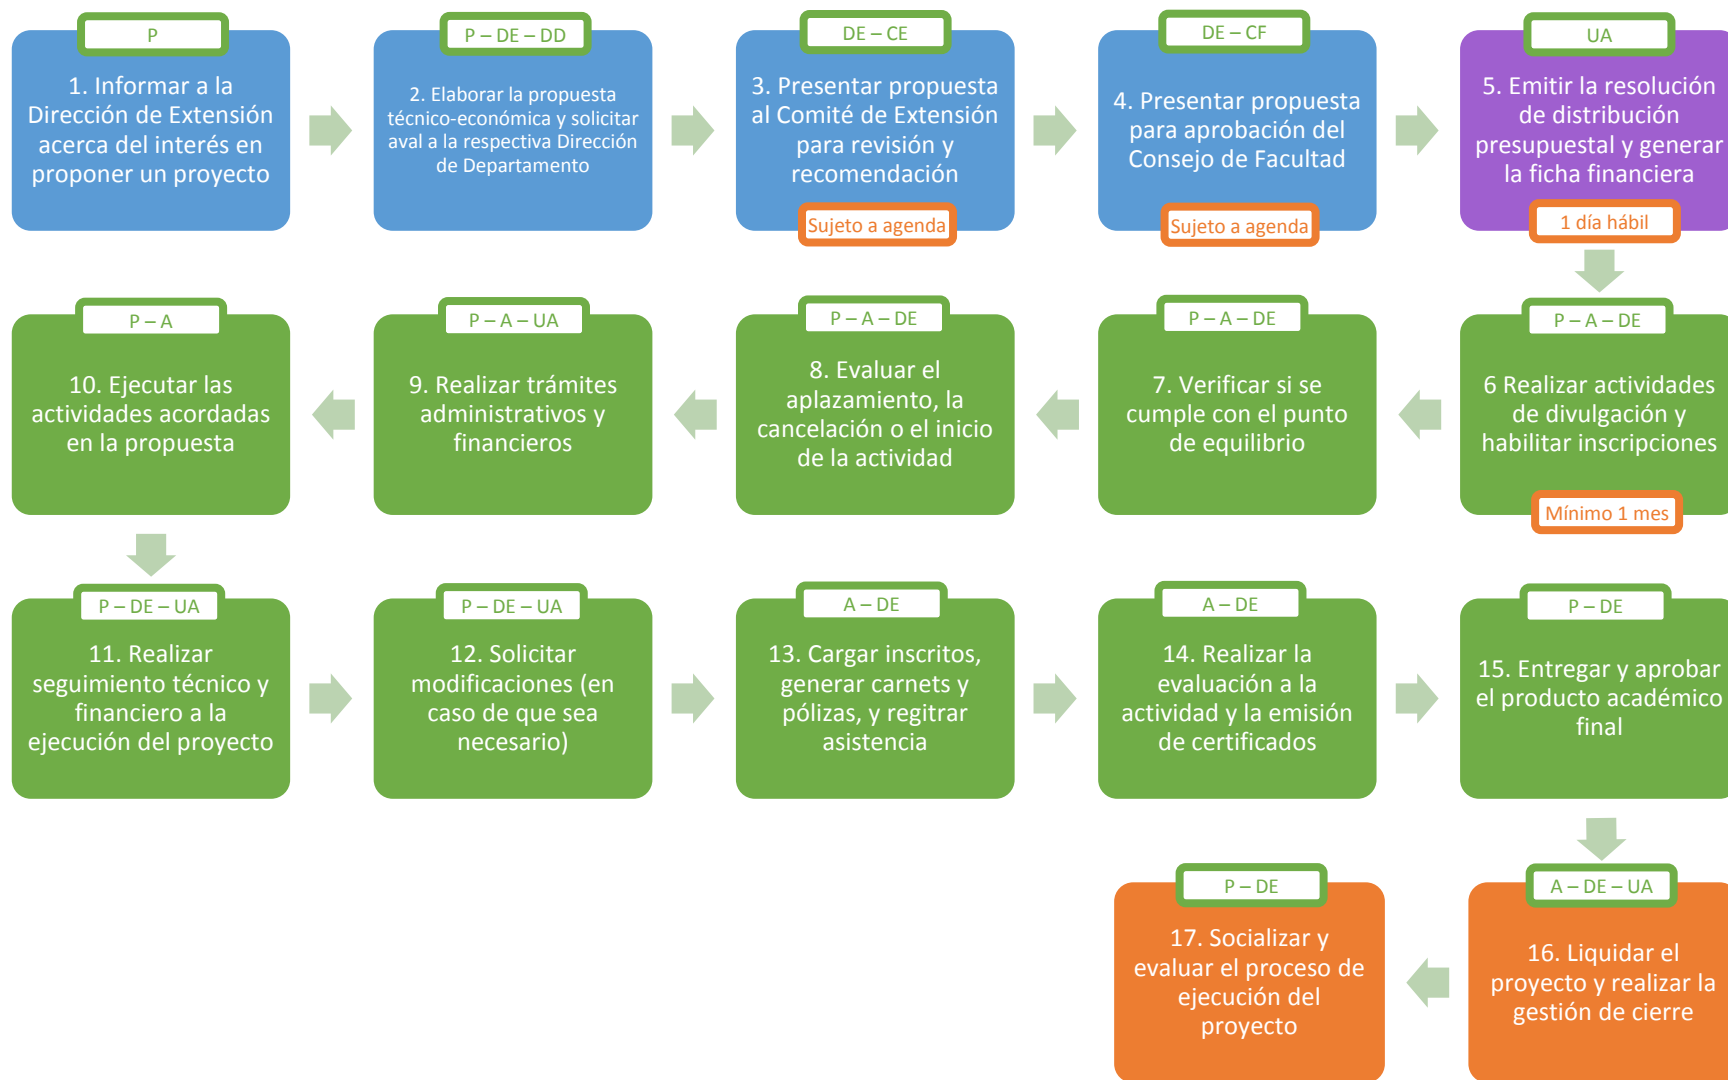 P
1. Informar a la
Dirección de Extensión
acerca del interés en
proponer un proyecto
P – DE – DD
2. Elaborar la propuesta
técnico-económica y solicitar
aval a la respectiva Dirección
de Departamento
DE – CE
3. Presentar propuesta
al Comité de Extensión
para revisión y
recomendación
Sujeto a agenda
DE – CF
4. Presentar propuesta
para aprobación del
Consejo de Facultad
Sujeto a agenda
UA
5. Emitir la resolución
de distribución
presupuestal y generar
la ficha financiera
1 día hábil
P – A – DE
6 Realizar actividades
de divulgación y
habilitar inscripciones
Mínimo 1 mes
P – A – DE
7. Verificar si se
cumple con el punto
de equilibrio
P – A – DE
8. Evaluar el
aplazamiento, la
cancelación o el inicio
de la actividad
P – A – UA
9. Realizar trámites
administrativos y
financieros
P – A
10. Ejecutar las
actividades acordadas
en la propuesta
P – DE – UA
11. Realizar
seguimiento técnico y
financiero a la
ejecución del proyecto
P – DE – UA
12. Solicitar
modificaciones (en
caso de que sea
necesario)
A – DE
13. Cargar inscritos,
generar carnets y
pólizas, y regitrar
asistencia
A – DE
14. Realizar la
evaluación a la
actividad y la emisión
de certificados
P – DE
15. Entregar y aprobar
el producto académico
final
A – DE – UA
16. Liquidar el
proyecto y realizar la
gestión de cierre
P – DE
17. Socializar y
evaluar el proceso de
ejecución del
proyecto